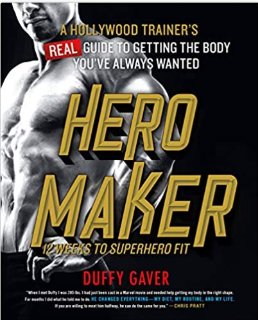 A HOLLYWOOD TRAINER'S
REAL GUIDE TO GETTING THE BODY
YOU'VE ALWAYS WANTED
HERO
MAKER
12 WEEKS TO SUPERHERO FIT
DUFFY GAVER
"When I met Duffy I was 295 lbs. I had just been cast in a Marvel movie and needed help getting my body in the right shape.
For months I did what he told me to do. HE CHANGED EVERYTHING—MY DIET, MY ROUTINE, AND MY LIFE.
If you are willing to meet him halfway, he can do the same for you." —CHRIS PRATT